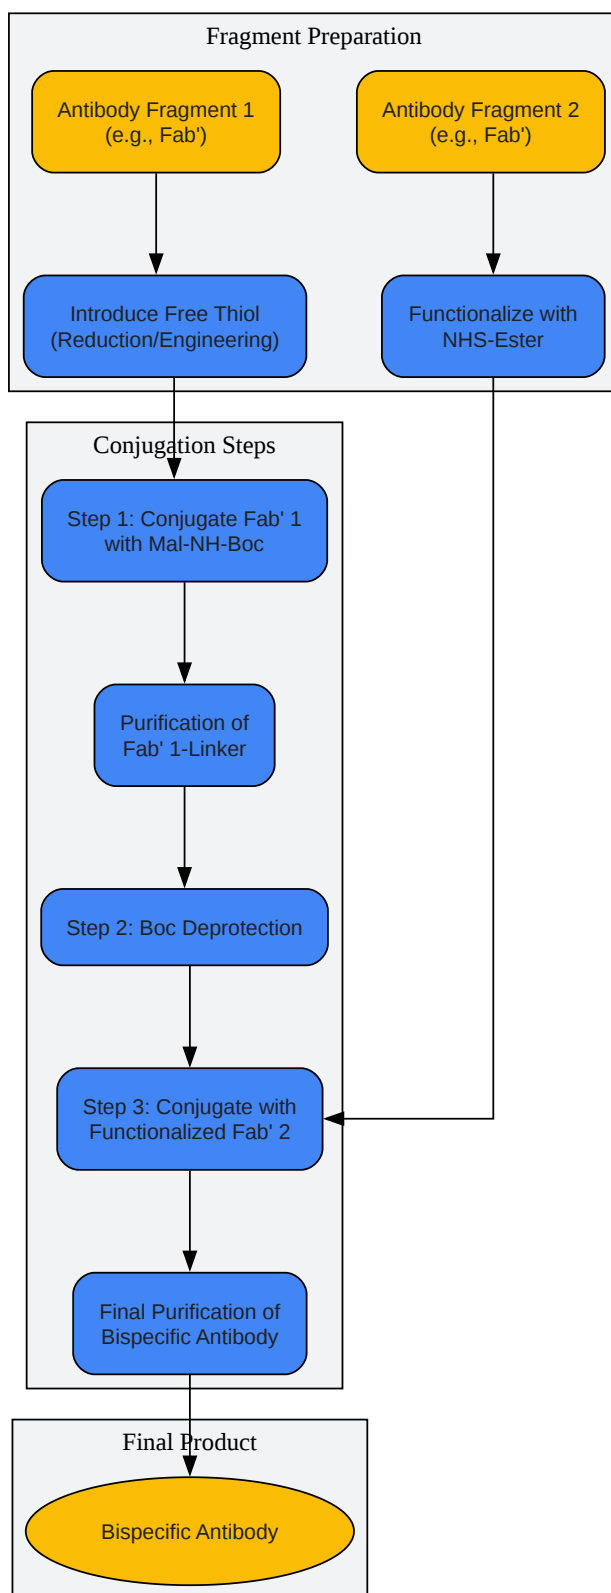 Fragment Preparation
Antibody Fragment 1
(e.g., Fab')
Antibody Fragment 2
(e.g., Fab')
Introduce Free Thiol
(Reduction/Engineering)
Functionalize with
NHS-Ester
Conjugation Steps
Step 1: Conjugate Fab' 1
with Mal-NH-Boc
Purification of
Fab' 1-Linker
Step 2: Boc Deprotection
Step 3: Conjugate with
Functionalized Fab' 2
Final Purification of
Bispecific Antibody
Final Product
Bispecific Antibody